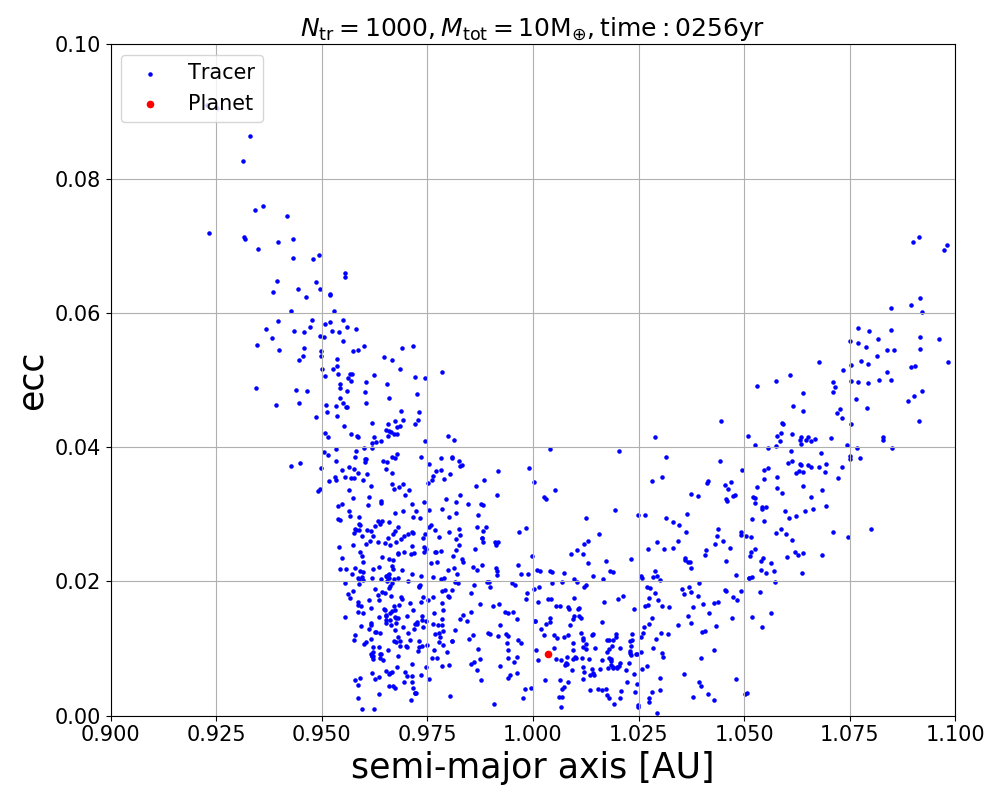 N_tr = 1000, M_tot = 10M_⊕, time : 0256yr
0.10
Tracer
Planet
0.08
0.06
ecc
0.04
0.02
0.00
0.900 0.925 0.950 0.975 1.000 1.025 1.050 1.075 1.100
semi-major axis [AU]